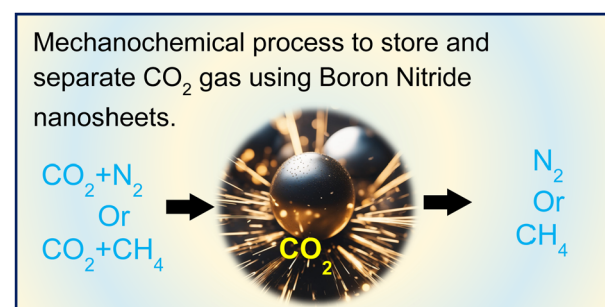 Mechanochemical process to store and
separate CO₂ gas using Boron Nitride
nanosheets.
CO₂+N₂
Or
CO₂+CH₄
CO₂
N₂
Or
CH₄